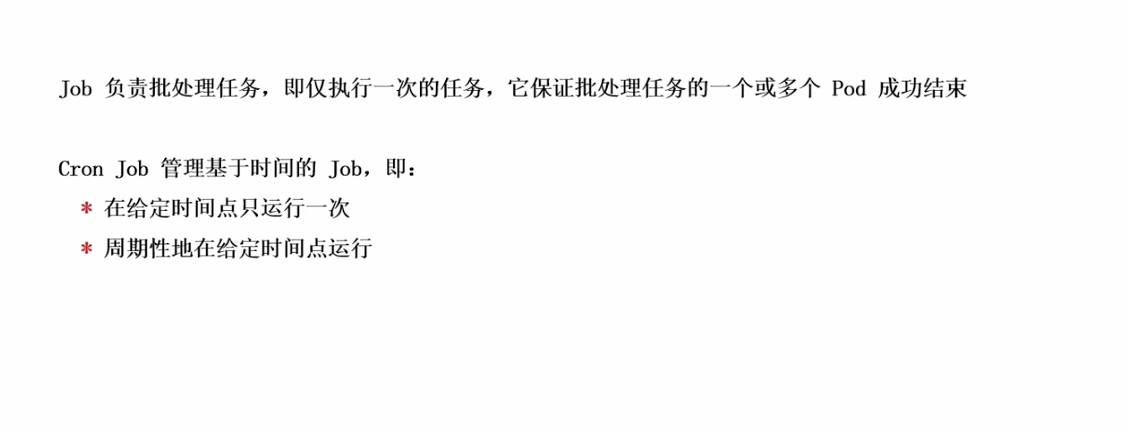 Job 负责批处理任务，即仅执行一次的任务，它保证批处理任务的一个或多个 Pod 成功结束
Cron Job 管理基于时间的 Job，即：
* 在给定时间点只运行一次
* 周期性地在给定时间点运行